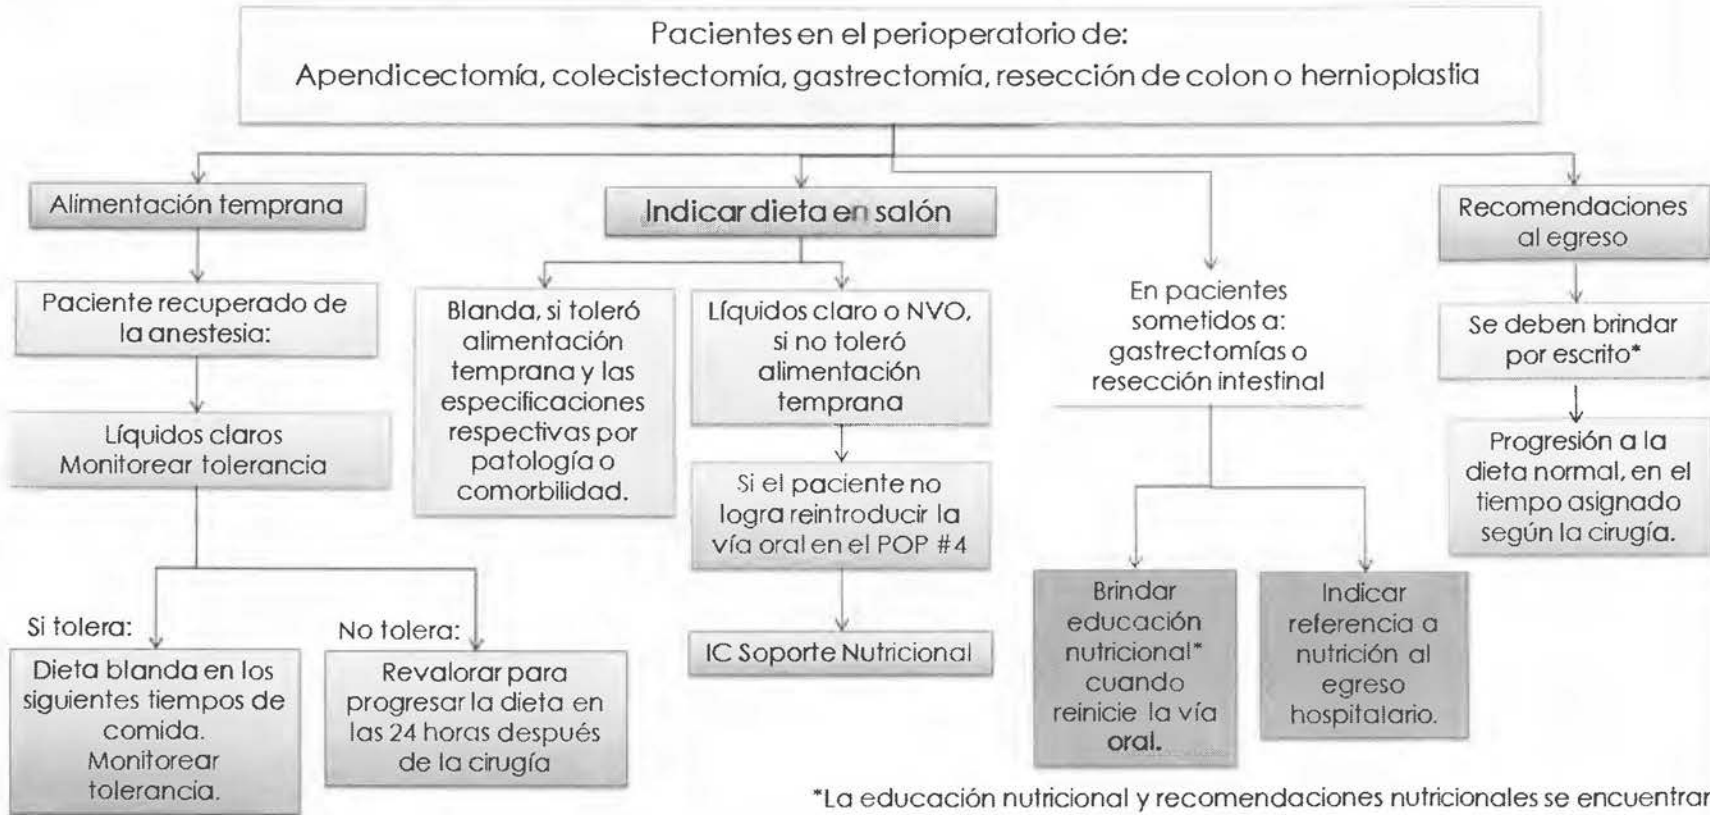 Pacientes en el perioperatorio de:
Apendicectomía, colecistectomía, gastrectomía, resección de colon o hernioplastia
Alimentación temprana
Paciente recuperado de
la anestesia:
Líquidos claros
Monitorear tolerancia
Si tolera:
Dieta blanda en los
siguientes tiempos de
comida.
Monitorear
tolerancia.
No tolera:
Revalorar para
progresar la dieta en
las 24 horas después
de la cirugía
Indicar dieta en salón
Blanda, si toleró
alimentación
temprana y las
especificaciones
respectivas por
patología o
comorbilidad.
Líquidos claro o NVO,
si no toleró
alimentación
temprana
Si el paciente no
logra reintroducir la
vía oral en el POP #4
IC Soporte Nutricional
En pacientes
sometidos a:
gastrectomías o
resección intestinal
Brindar
educación
nutricional*
cuando
reinicie la vía
oral.
Indicar
referencia a
nutrición al
egreso
hospitalario.
Recomendaciones
al egreso
Se deben brindar
por escrito*
Progresión a la
dieta normal, en el
tiempo asignado
según la cirugía.
*La educación nutricional y recomendaciones nutricionales se encuentran